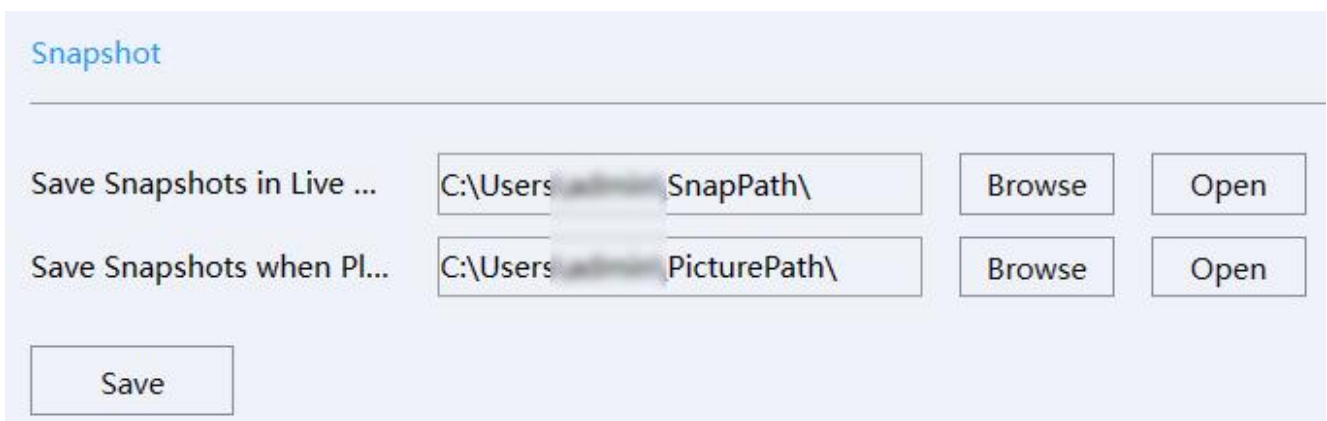 Snapshot
Save Snapshots in Live ... C:\Users SnapPath\ Browse Open
Save Snapshots when Pl... C:\Users PicturePath\ Browse Open
Save